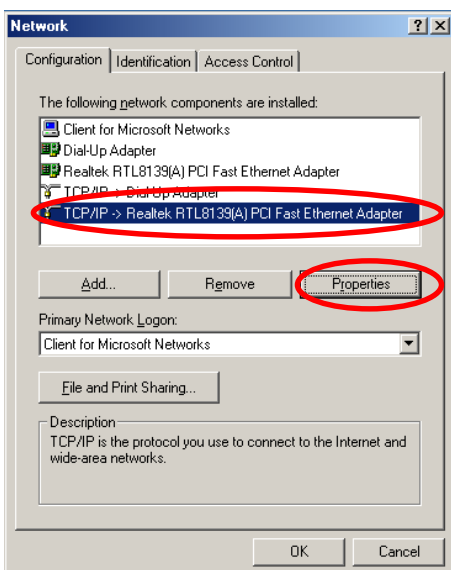 Network
Configuration Identification Access Control
The following network components are installed:
Client for Microsoft Networks
Dial-Up Adapter
Realtek RTL8139(A) PCI Fast Ethernet Adapter
TCP/IP -> Dial-Up Adapter
TCP/IP -> Realtek RTL8139(A) PCI Fast Ethernet Adapter
Add... Remove Properties
Primary Network Logon:
Client for Microsoft Networks
File and Print Sharing...
Description
TCP/IP is the protocol you use to connect to the Internet and
wide-area networks.
OK Cancel